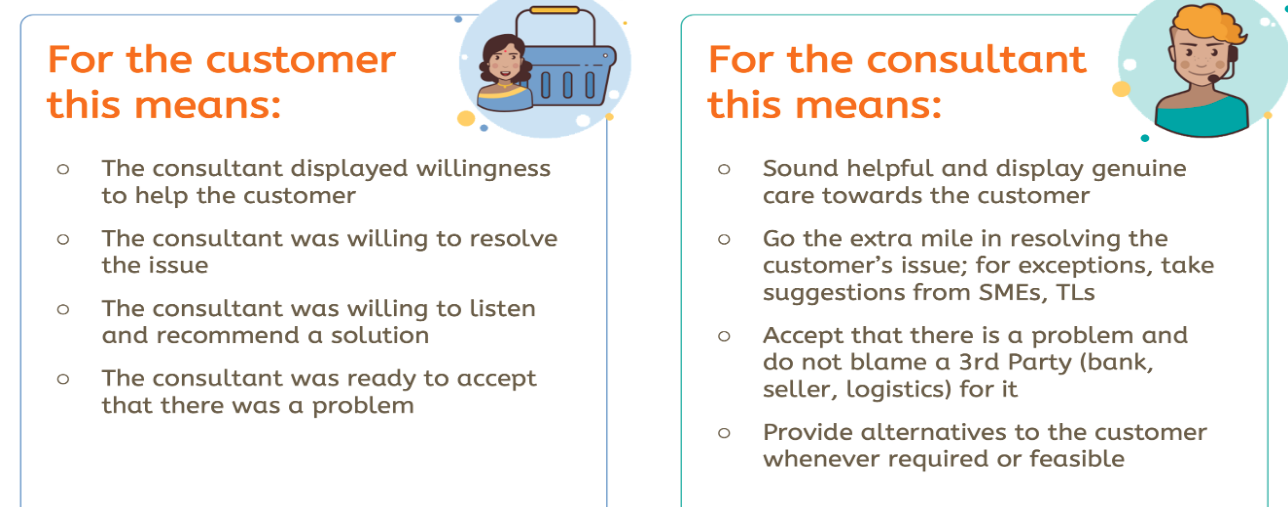 For the customer
this means:
○ The consultant displayed willingness
to help the customer
○ The consultant was willing to resolve
the issue
○ The consultant was willing to listen
and recommend a solution
○ The consultant was ready to accept
that there was a problem
For the consultant
this means:
○ Sound helpful and display genuine
care towards the customer
○ Go the extra mile in resolving the
customer’s issue; for exceptions, take
suggestions from SMEs, TLs
○ Accept that there is a problem and
do not blame a 3rd Party (bank,
seller, logistics) for it
○ Provide alternatives to the customer
whenever required or feasible